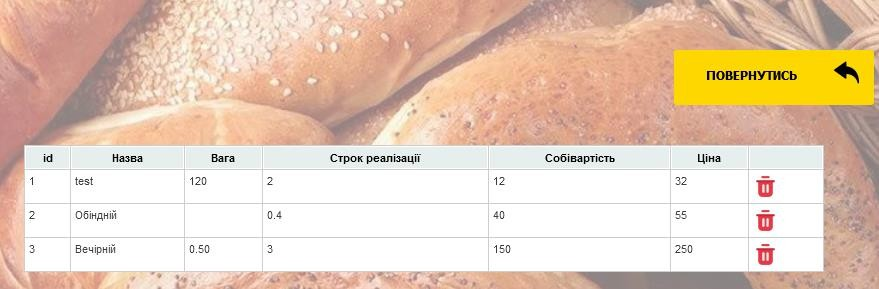 ПОВЕРНУТИСЬ
id Назва Вага Строк реалізації Собівартість Ціна
1 test 120 2 12 32
2 Обінdній 0.4 40 55
3 Вечірній 0.50 3 150 250